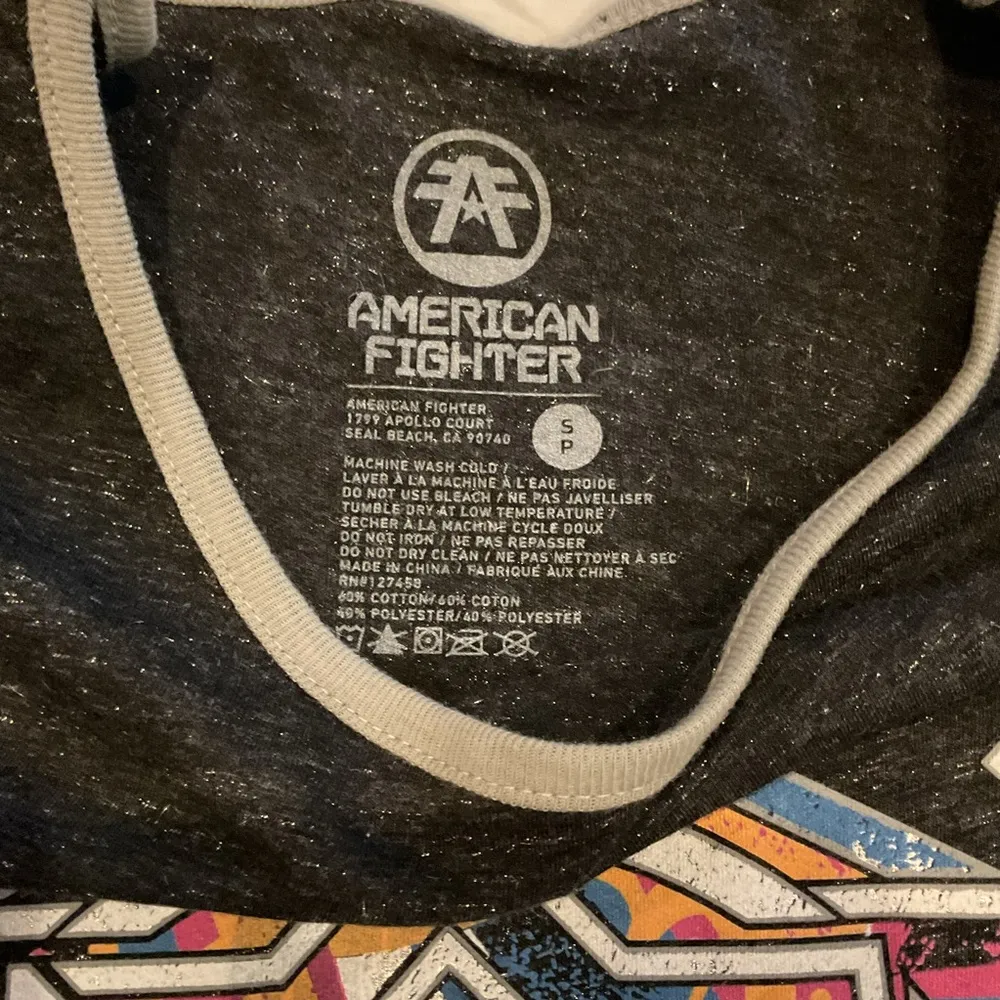 AMERICAN
FIGHTER
AMERICAN FIGHTER
1799 APOLLO COURT
SEAL BEACH, CA 90740
S
P
MACHINE WASH COLD /
LAVER À LA MACHINE À L'EAU FROIDE
DO NOT USE BLEACH / NE PAS JAVELLISER
TUMBLE DRY AT LOW TEMPERATURE /
SECHER À LA MACHINE CYCLE DOUX
DO NOT IRON / NE PAS REPASSER
DO NOT DRY CLEAN / NE PAS NETTOYER À SEC
MADE IN CHINA / FABRIQUÉ AUX CHINE
RN#127458
60% COTTON/60% COTON
40% POLYESTER/40% POLYESTER